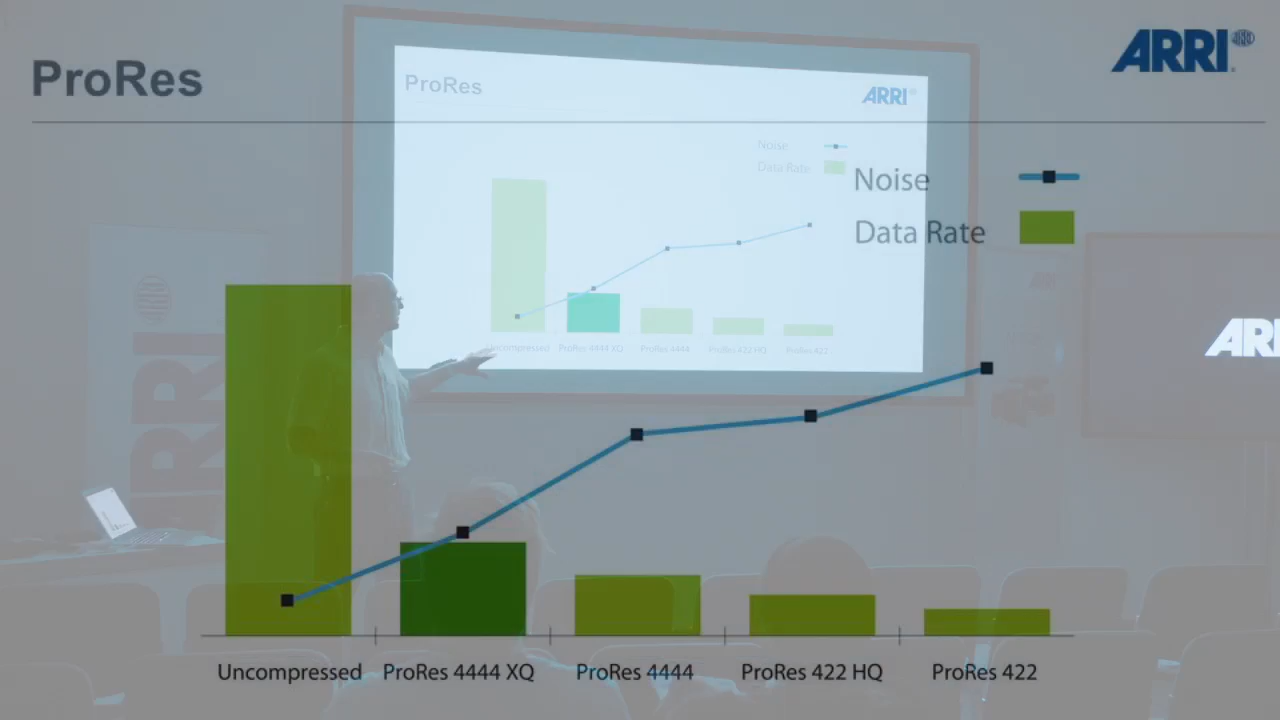 ProRes
ARRI
Noise
Data Rate
Uncompressed
ProRes 4444 XQ
ProRes 4444
ProRes 422 HQ
ProRes 422
ProRes
ARRI
Noise
Data Rate
Uncompressed
ProRes 4444 XQ
ProRes 4444
ProRes 422 HQ
ProRes 422
ARRI
AR